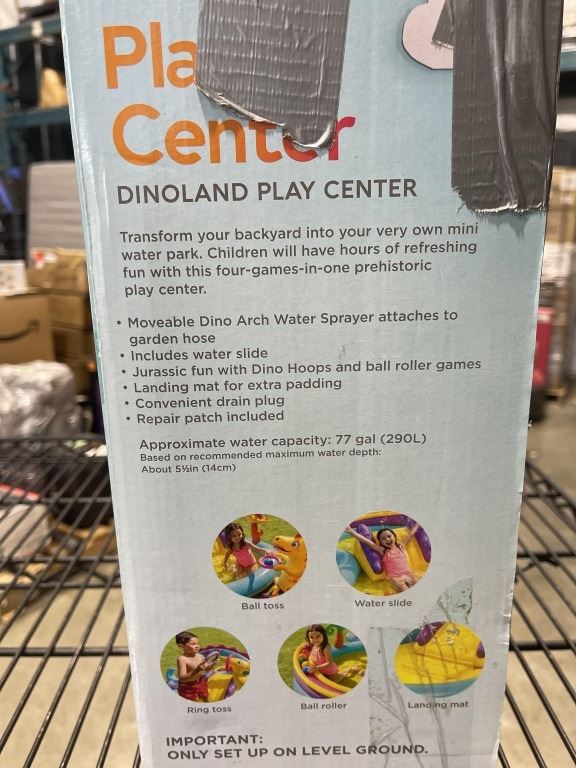 Pla
Center
DINOLAND PLAY CENTER
Transform your backyard into your very own mini
water park. Children will have hours of refreshing
fun with this four-games-in-one prehistoric
play center.
• Moveable Dino Arch Water Sprayer attaches to
garden hose
• Includes water slide
• Jurassic fun with Dino Hoops and ball roller games
• Landing mat for extra padding
• Convenient drain plug
• Repair patch included
Approximate water capacity: 77 gal (290L)
Based on recommended maximum water depth:
About 5½in (14cm)
Ball toss
Water slide
Ring toss
Ball roller
Landing mat
IMPORTANT:
ONLY SET UP ON LEVEL GROUND.